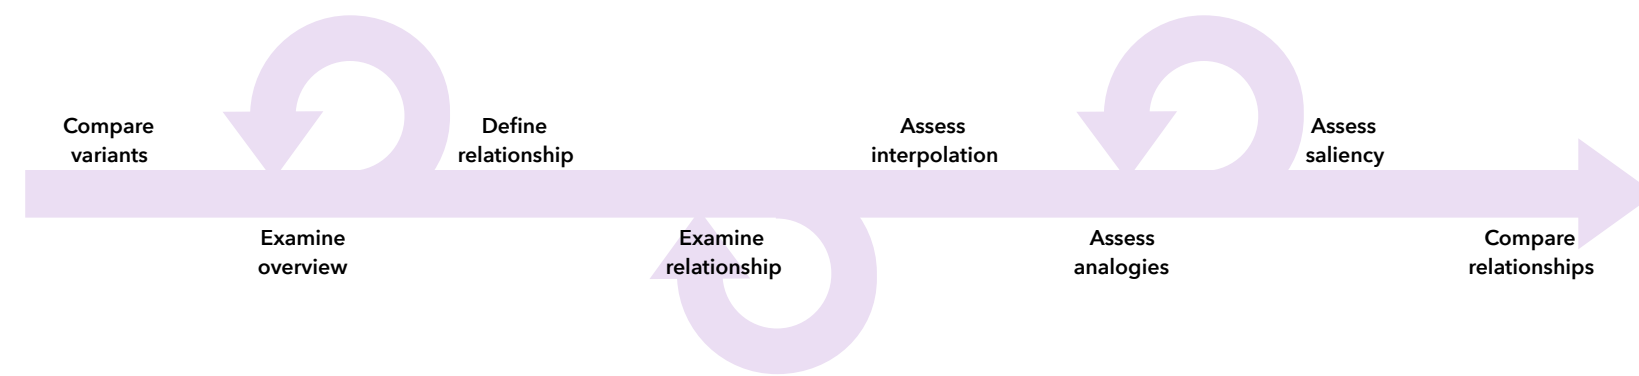 Compare
variants
Examine
overview
Define
relationship
Examine
relationship
Assess
interpolation
Assess
analogies
Assess
saliency
Compare
relationships